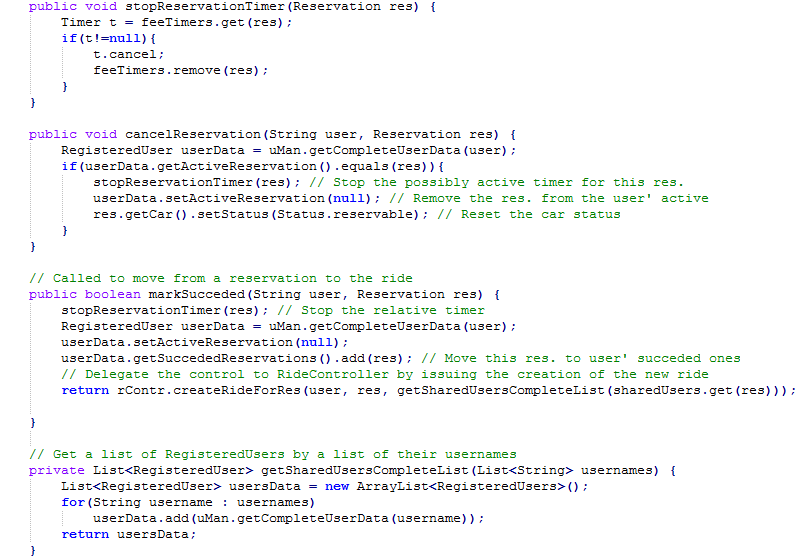 public void stopReservationTimer(Reservation res) {
    Timer t = feeTimers.get(res);
    if(t!=null){
        t.cancel;
        feeTimers.remove(res);
    }
}
public void cancelReservation(String user, Reservation res) {
    RegisteredUser userData = uMan.getCompleteUserData(user);
    if(userData.getActiveReservation().equals(res)){
        stopReservationTimer(res); // Stop the possibly active timer for this res.
        userData.setActiveReservation(null); // Remove the res. from the user' active
        res.getCar().setStatus(Status.reservable); // Reset the car status
    }
}
// Called to move from a reservation to the ride
public boolean markSucceded(String user, Reservation res) {
    stopReservationTimer(res); // Stop the relative timer
    RegisteredUser userData = uMan.getCompleteUserData(user);
    userData.setActiveReservation(null);
    userData.getSuccededReservations().add(res); // Move this res. to user' succeded ones
    // Delegate the control to RideController by issuing the creation of the new ride
    return rContr.createRideForRes(user, res, getSharedUsersCompleteList(sharedUsers.get(res)));
}
// Get a list of RegisteredUsers by a list of their usernames
private List<RegisteredUser> getSharedUsersCompleteList(List<String> usernames) {
    List<RegisteredUser> usersData = new ArrayList<RegisteredUsers>();
    for(String username : usernames)
        userData.add(uMan.getCompleteUserData(username));
    return usersData;
}